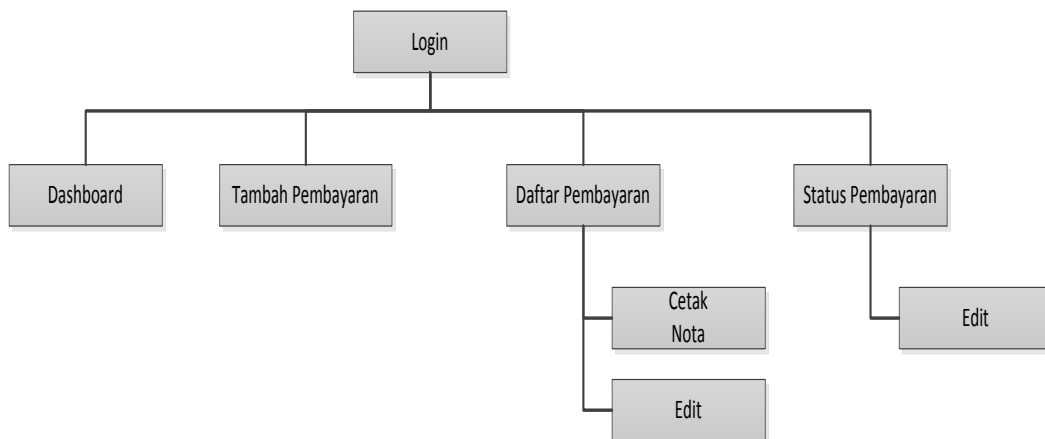 Login
Dashboard
Tambah Pembayaran
Daftar Pembayaran
Status Pembayaran
Cetak
Nota
Edit
Edit